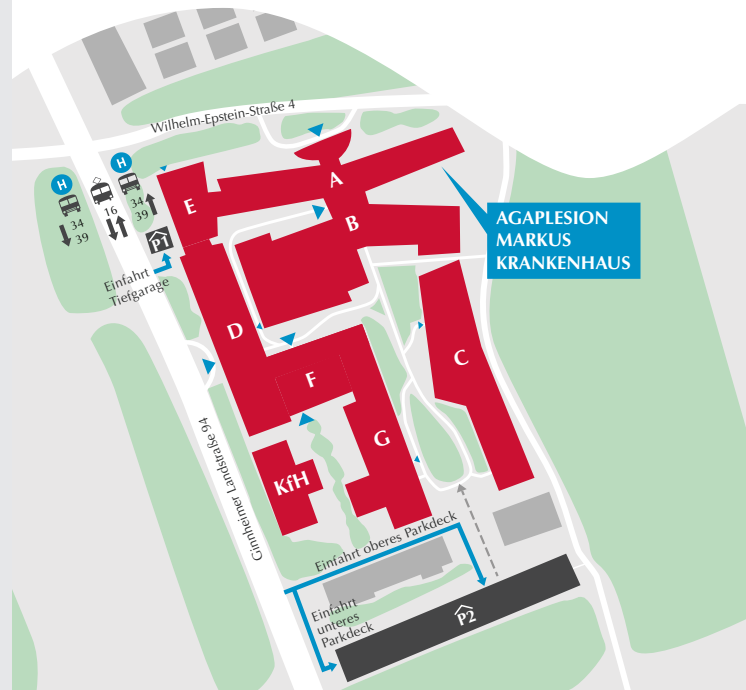 Wilhelm-Epstein-Straße 4
H
H
34
39
16
34
39
P1
Einfahrt
Tiefgarage
A
E
B
AGAPLESION
MARKUS
KRANKENHAUS
D
F
C
G
KfH
Ginnheimer Landstraße 94
Einfahrt oberes Parkdeck
Einfahrt
unteres
Parkdeck
P2